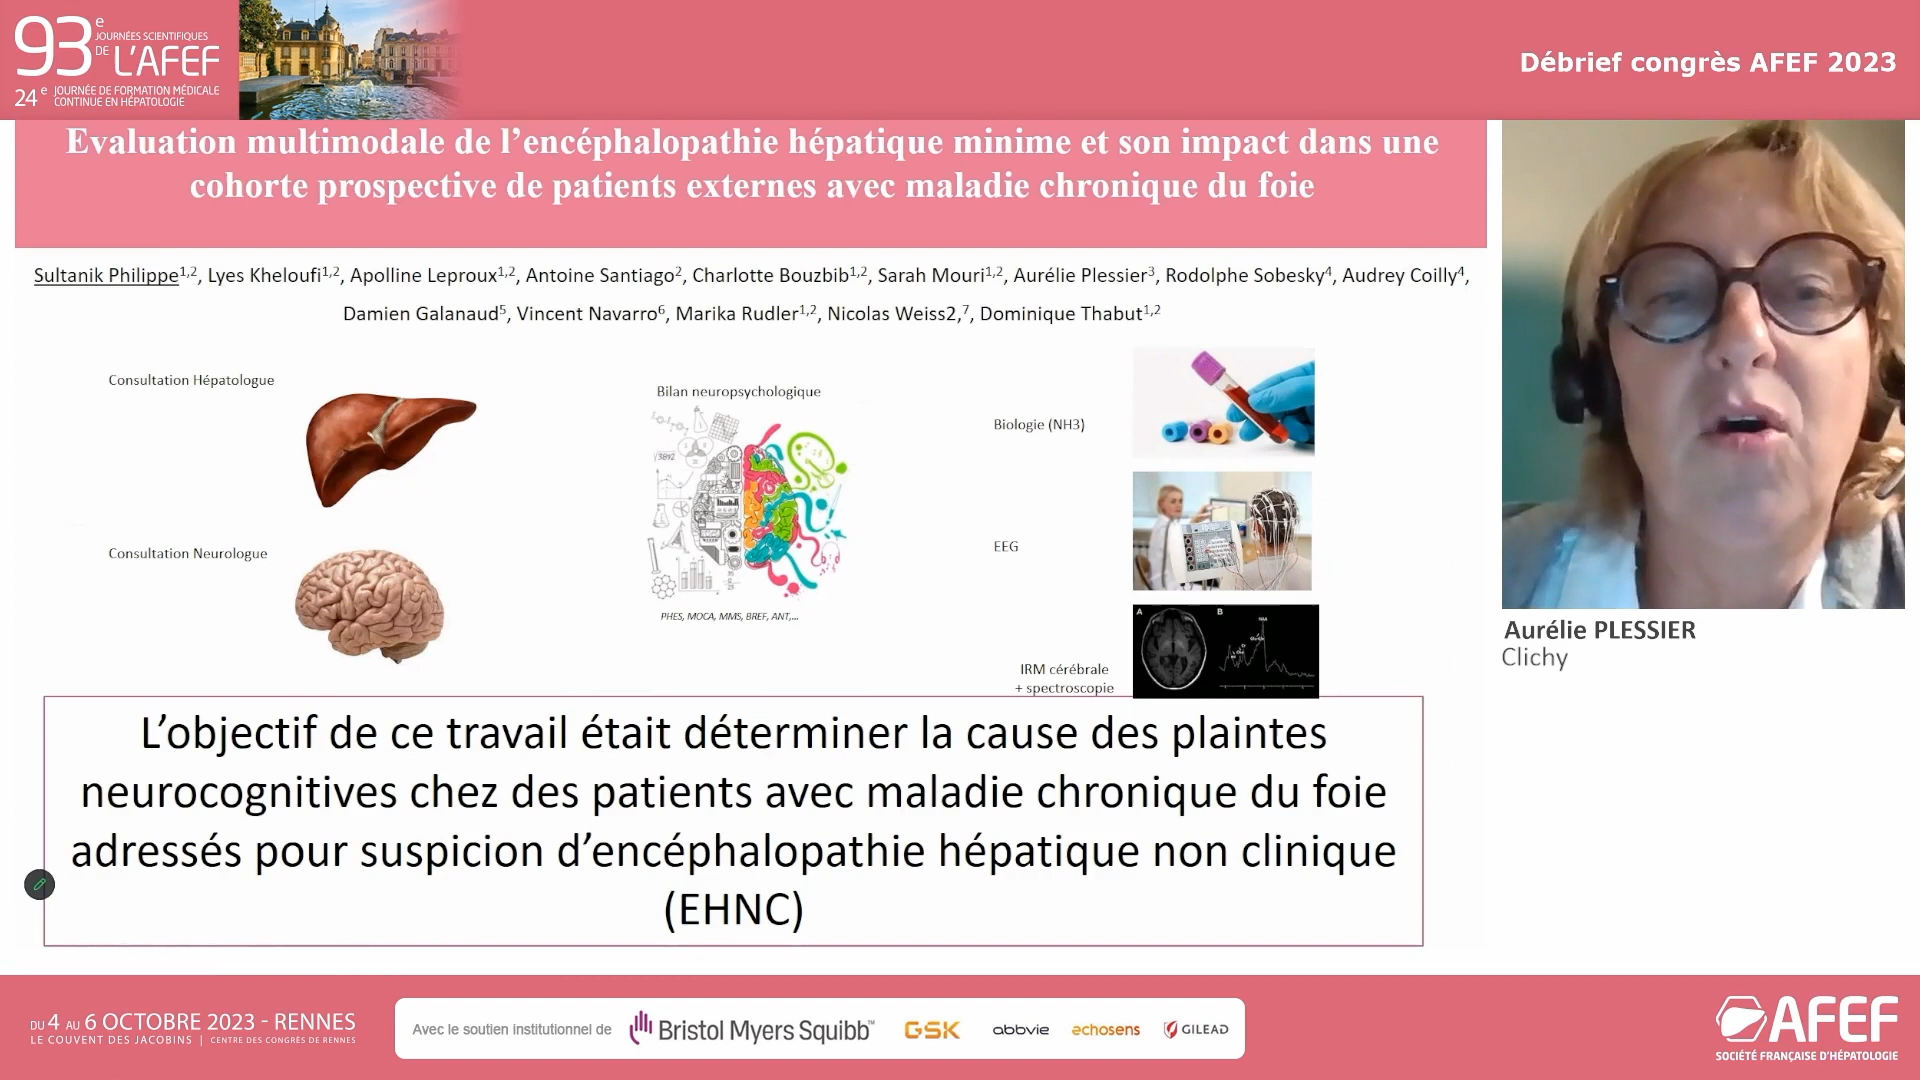 93e JOURNÉES SCIENTIFIQUES
DE L'AFEF
24e JOURNÉE DE FORMATION MÉDICALE
CONTINUE EN HÉPATOLOGIE
Débrief congrès AFEF 2023
Evaluation multimodale de l'encéphalopathie hépatique minime et son impact dans une
cohorte prospective de patients externes avec maladie chronique du foie
Sultanik Philippe1,2, Lyes Kheloufi1,2, Apolline Leproux1,2, Antoine Santiago2, Charlotte Bouzbib1,2, Sarah Mouri1,2, Aurélie Plessier3, Rodolphe Sobesky4, Audrey Coilly4,
Damien Galanaud5, Vincent Navarro6, Marika Rudler1,2, Nicolas Weiss2,7, Dominique Thabut1,2
Consultation Hépatologue
Bilan neuropsychologique
3892
Biologie (NH3)
Consultation Neurologue
EEG
PHES, MOCA, MMS, BREF, ANT,...
A
B
IRM cérébrale
+ spectroscopie
Aurélie PLESSIER
Clichy
L'objectif de ce travail était déterminer la cause des plaintes
neurocognitives chez des patients avec maladie chronique du foie
adressés pour suspicion d'encéphalopathie hépatique non clinique
(EHNC)
DU 4 AU 6 OCTOBRE 2023 - RENNES
LE COUVENT DES JACOBINS | CENTRE DES CONGRÈS DE RENNES
Avec le soutien institutionnel de
Bristol Myers Squibb™
GSK
abbvie
echosens
GILEAD
AFEF
SOCIÉTÉ FRANÇAISE D'HÉPATOLOGIE